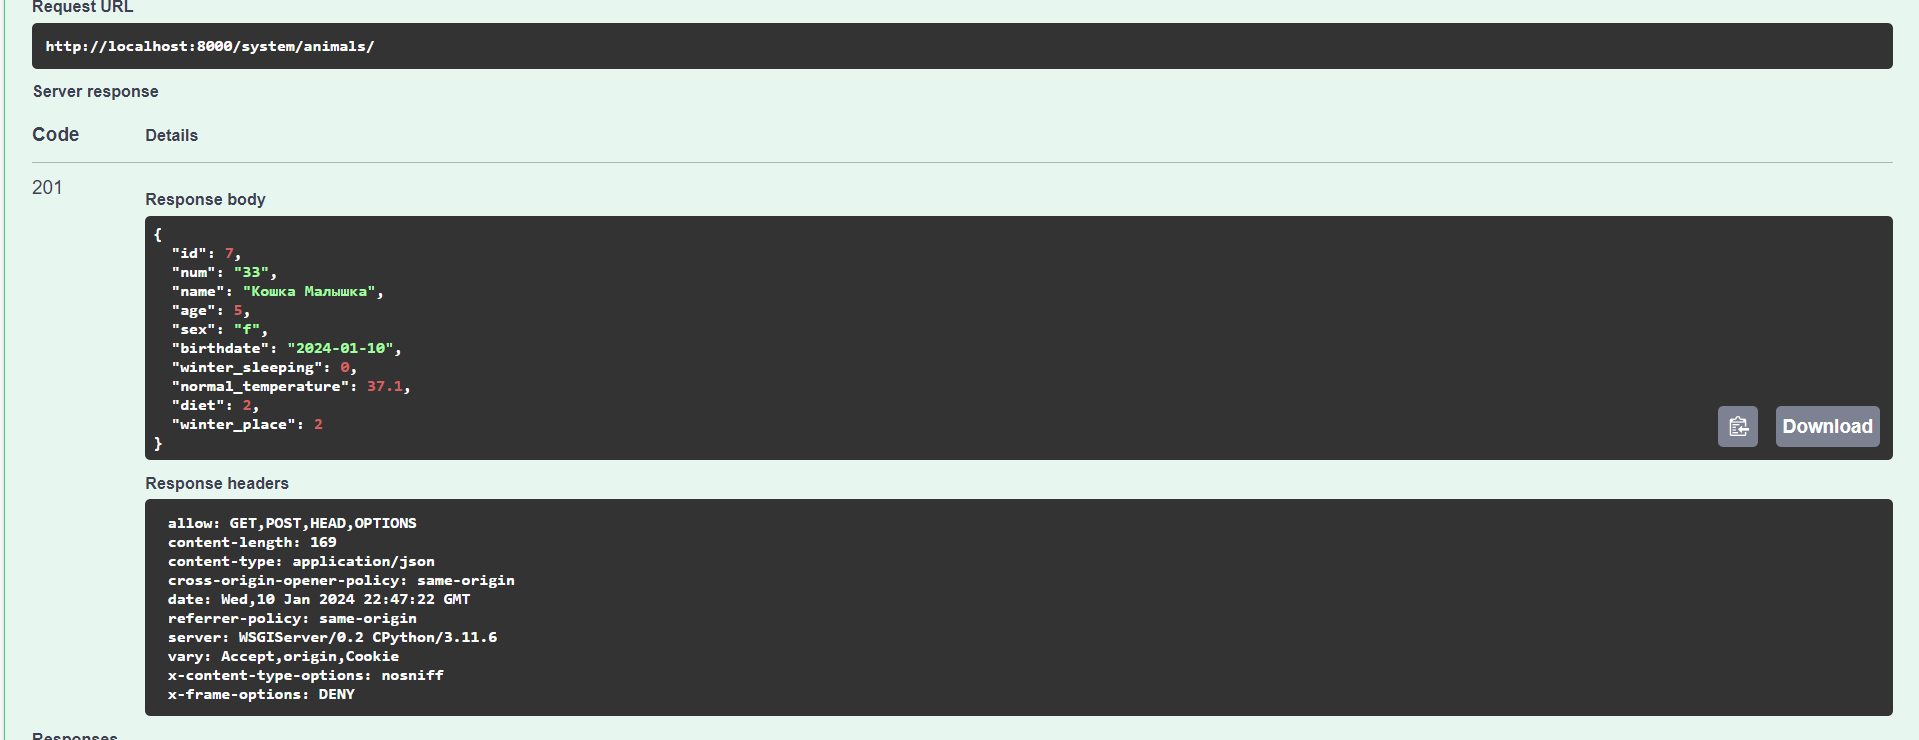 Request URL
http://localhost:8000/system/animals/
Server response
Code Details
201
Response body
{
"id": 7,
"num": "33",
"name": "Кошка Малышка",
"age": 5,
"sex": "f",
"birthdate": "2024-01-10",
"winter_sleeping": 0,
"normal_temperature": 37.1,
"diet": 2,
"winter_place": 2
}
Download
Response headers
allow: GET,POST,HEAD,OPTIONS
content-length: 169
content-type: application/json
cross-origin-opener-policy: same-origin
date: Wed,10 Jan 2024 22:47:22 GMT
referrer-policy: same-origin
server: WSGIServer/0.2 CPython/3.11.6
vary: Accept,origin,Cookie
x-content-type-options: nosniff
x-frame-options: DENY
Responses